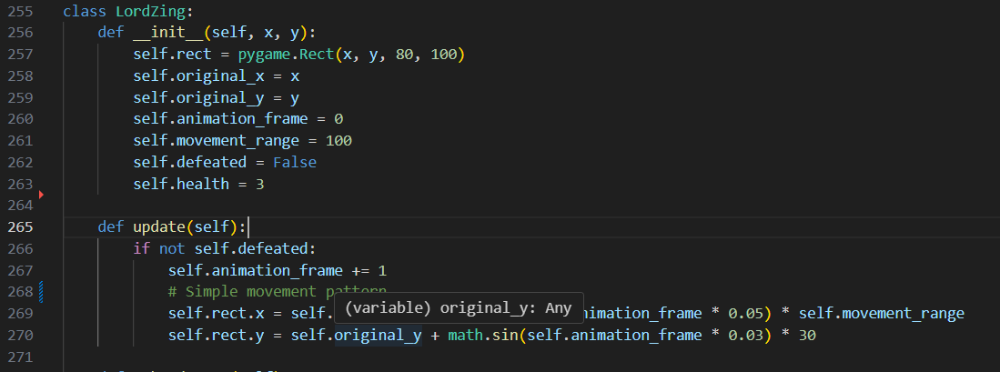 255 class LordZing:
256 def __init__(self, x, y):
257 self.rect = pygame.Rect(x, y, 80, 100)
258 self.original_x = x
259 self.original_y = y
260 self.animation_frame = 0
261 self.movement_range = 100
262 self.defeated = False
263 self.health = 3
264
265 def update(self):
266 if not self.defeated:
267 self.animation_frame += 1
268 # Simple movement pattern
(variable) original_y: Any
269 self.rect.x = self. animation_frame * 0.05) * self.movement_range
270 self.rect.y = self.original_y + math.sin(self.animation_frame * 0.03) * 30
271